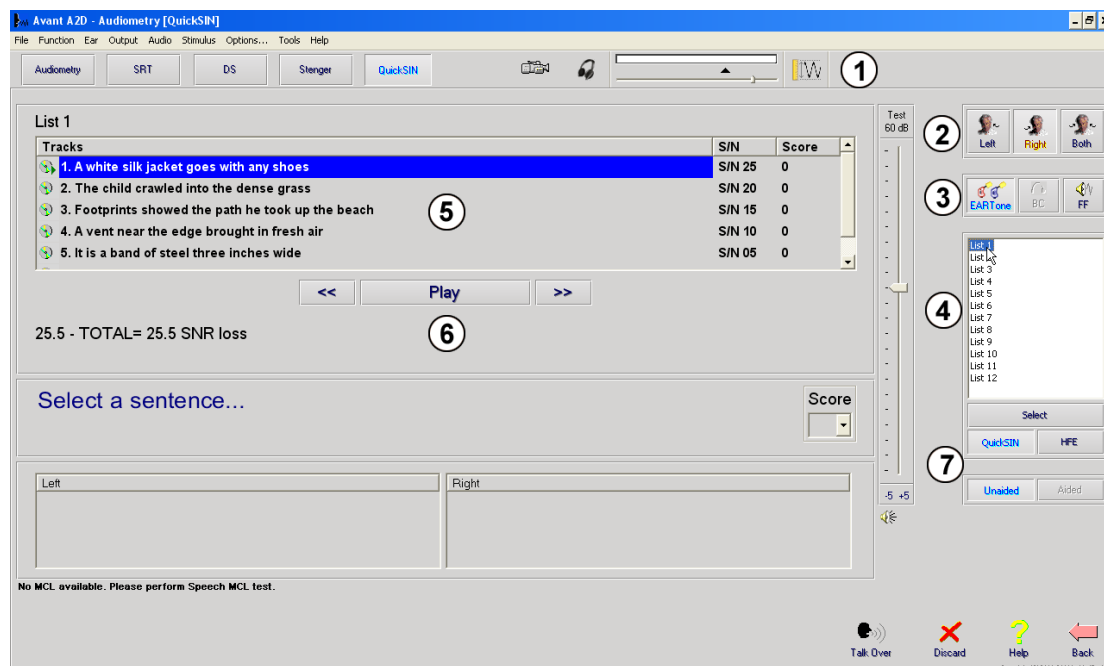 Avant A2D - Audiometry [QuickSIN]
File Function Ear Output Audio Stimulus Options... Tools Help
Audiometry SRT DS Stenger QuickSIN
1
List 1
Tracks S/N Score
1. A white silk jacket goes with any shoes S/N 25 0
2. The child crawled into the dense grass S/N 20 0
3. Footprints showed the path he took up the beach S/N 15 0
4. A vent near the edge brought in fresh air S/N 10 0
5. It is a band of steel three inches wide S/N 05 0
5
<< Play >>
6
25.5 - TOTAL= 25.5 SNR loss
Select a sentence...
Score
Left Right
No MCL available. Please perform Speech MCL test.
Test
60 dB
-5 +5
2
Left Right Both
3
EARTone BC FF
4
List 1
List
List 3
List 4
List 5
List 6
List 7
List 8
List 9
List 10
List 11
List 12
Select
QuickSIN HFE
7
Unaided Aided
Talk Over Discard Help Back